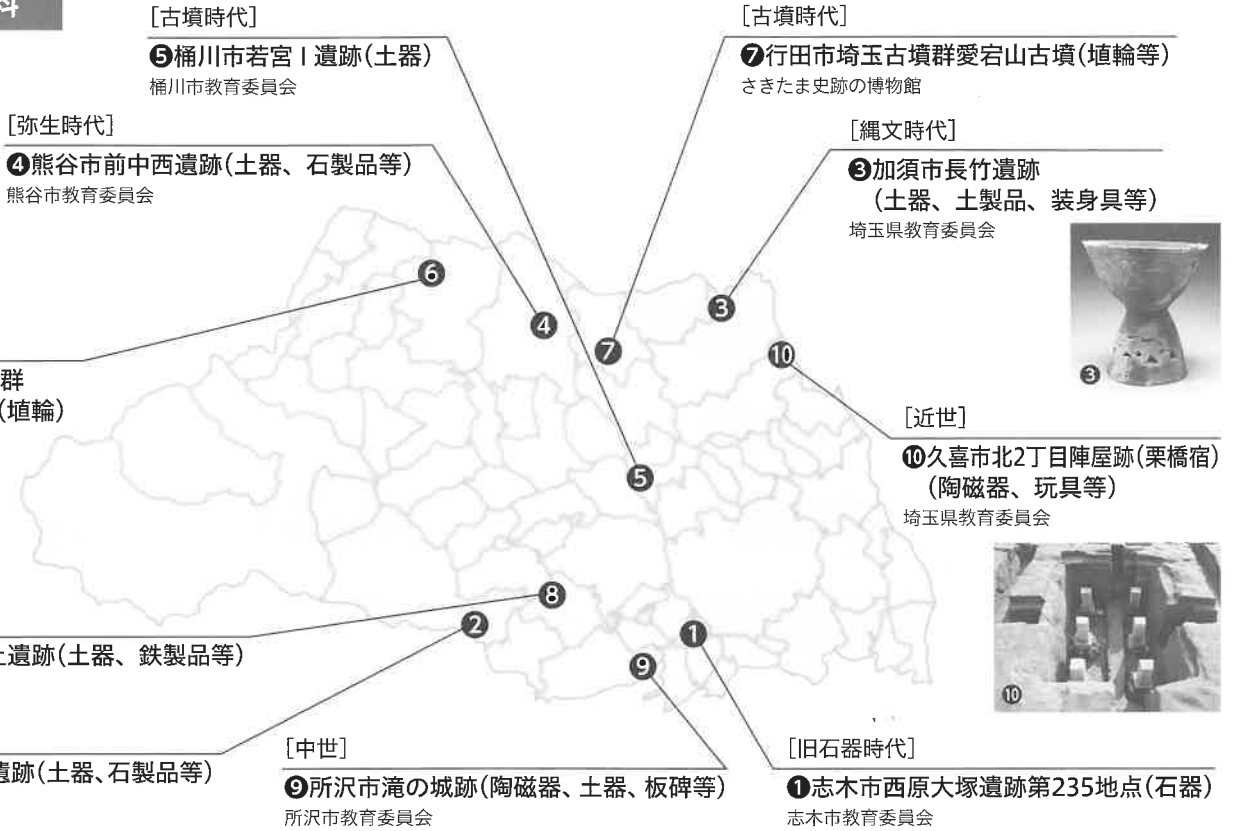 料
[古墳時代]
❺桶川市若宮Ⅰ遺跡(土器)
桶川市教育委員会
[古墳時代]
❼行田市埼玉古墳群愛宕山古墳(埴輪等)
さきたま史跡の博物館
[弥生時代]
❹熊谷市前中西遺跡(土器、石製品等)
熊谷市教育委員会
[縄文時代]
❸加須市長竹遺跡
(土器、土製品、装身具等)
埼玉県教育委員会
❸
❻
❹
❸
❼
❿
❺
❽
❷
❶
❾
群
(埴輪)
[近世]
❿久喜市北2丁目陣屋跡(栗橋宿)
(陶磁器、玩具等)
埼玉県教育委員会
❿
遺跡(土器、鉄製品等)
遺跡(土器、石製品等)
[中世]
❾所沢市滝の城跡(陶磁器、土器、板碑等)
所沢市教育委員会
[旧石器時代]
❶志木市西原大塚遺跡第235地点(石器)
志木市教育委員会